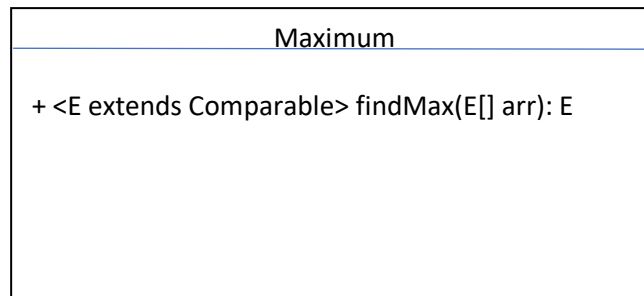 Maximum
+ <E extends Comparable> findMax(E[] arr): E